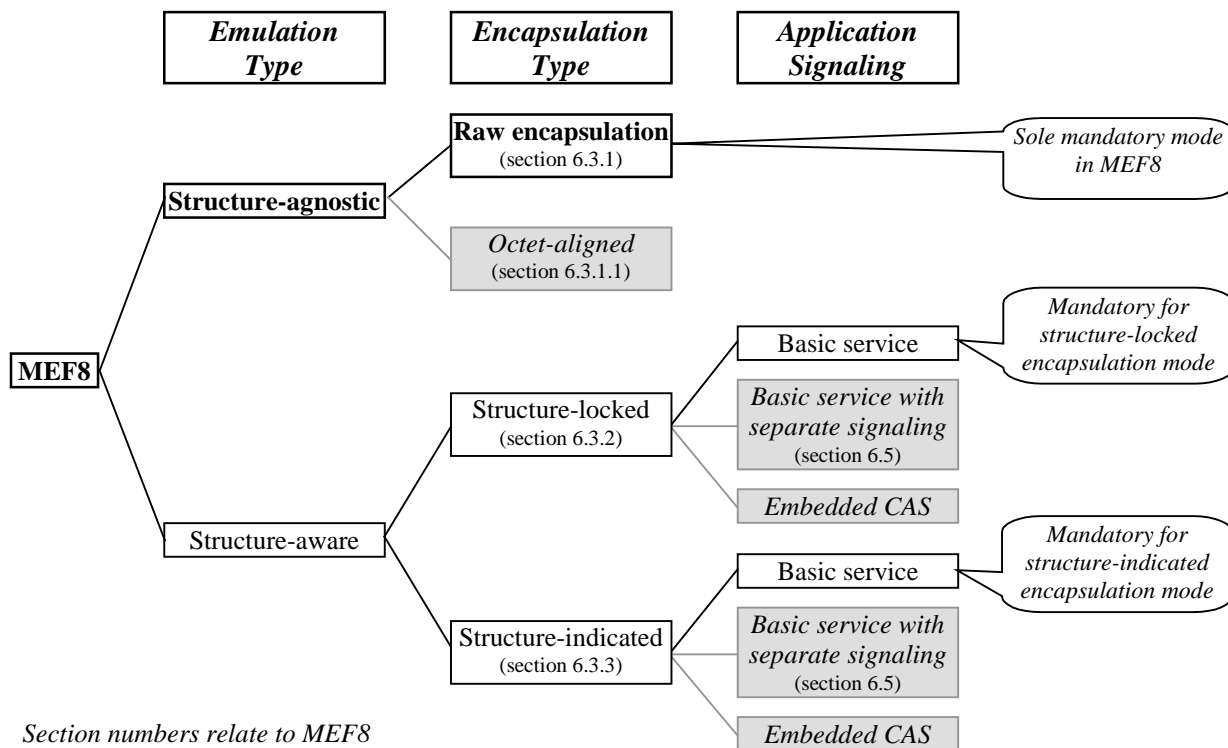 Emulation
Type
Encapsulation
Type
Application
Signaling
Raw encapsulation
(section 6.3.1)
Sole mandatory mode
in MEF8
Structure-agnostic
Octet-aligned
(section 6.3.1.1)
MEF8
Basic service
Mandatory for
structure-locked
encapsulation mode
Structure-locked
(section 6.3.2)
Basic service with
separate signaling
(section 6.5)
Embedded CAS
Structure-aware
Basic service
Mandatory for
structure-indicated
encapsulation mode
Structure-indicated
(section 6.3.3)
Basic service with
separate signaling
(section 6.5)
Embedded CAS
Section numbers relate to MEF8